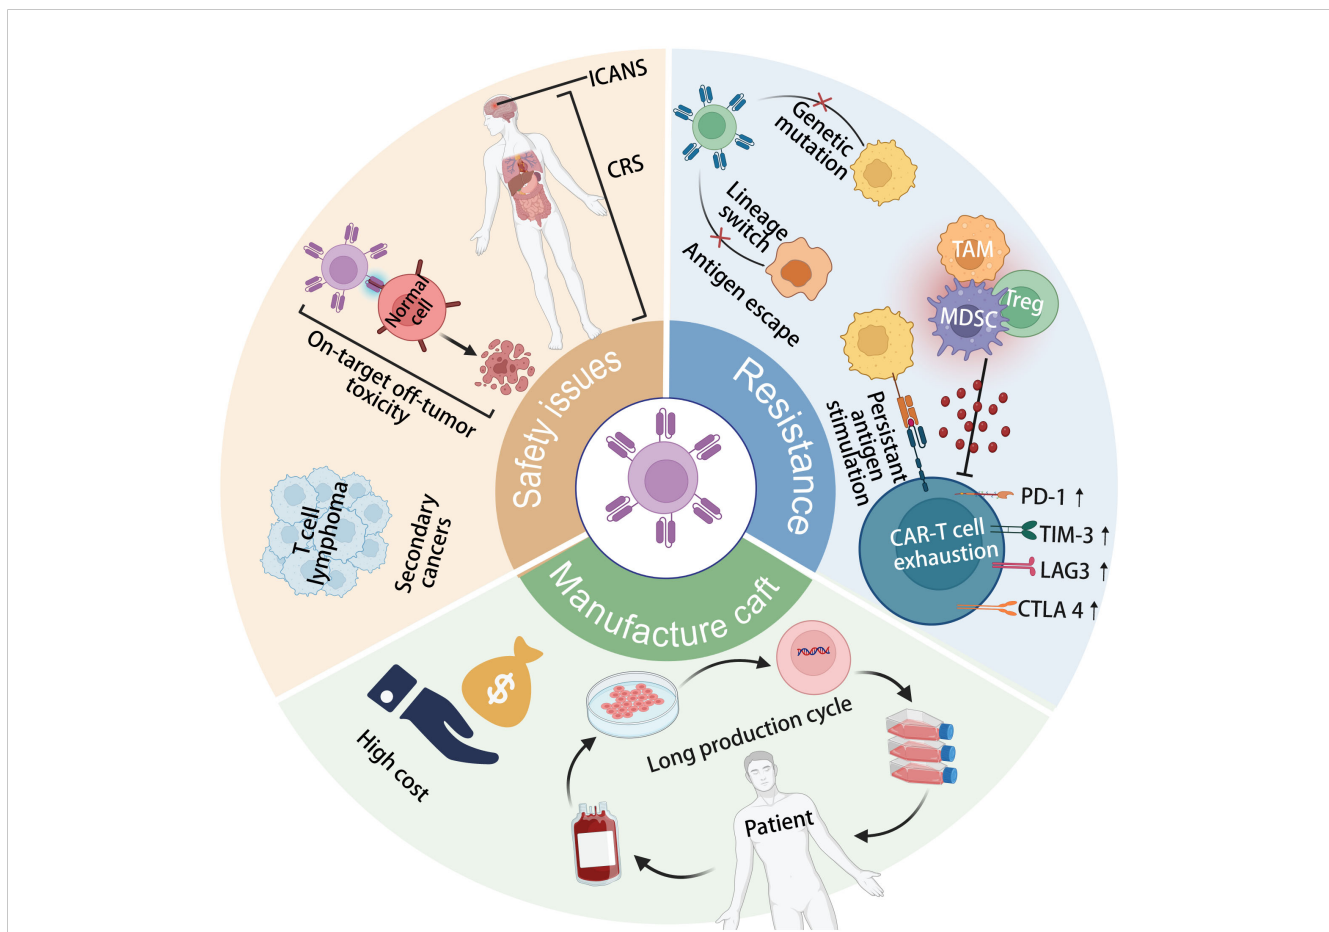 ICANS
CRS
Normal
cell
On-target off-tumor
toxicity
T cell
lymphoma
Secondary
cancers
Safety issues
Genetic
mutation
Lineage
switch
Antigen escape
TAM
Treg
MDSC
Persistant
antigen
stimulation
CAR-T cell
exhaustion
PD-1 ↑
TIM-3 ↑
LAG3 ↑
CTLA 4 ↑
Resistance
Manufacture caft
$
High cost
Long production cycle
Patient